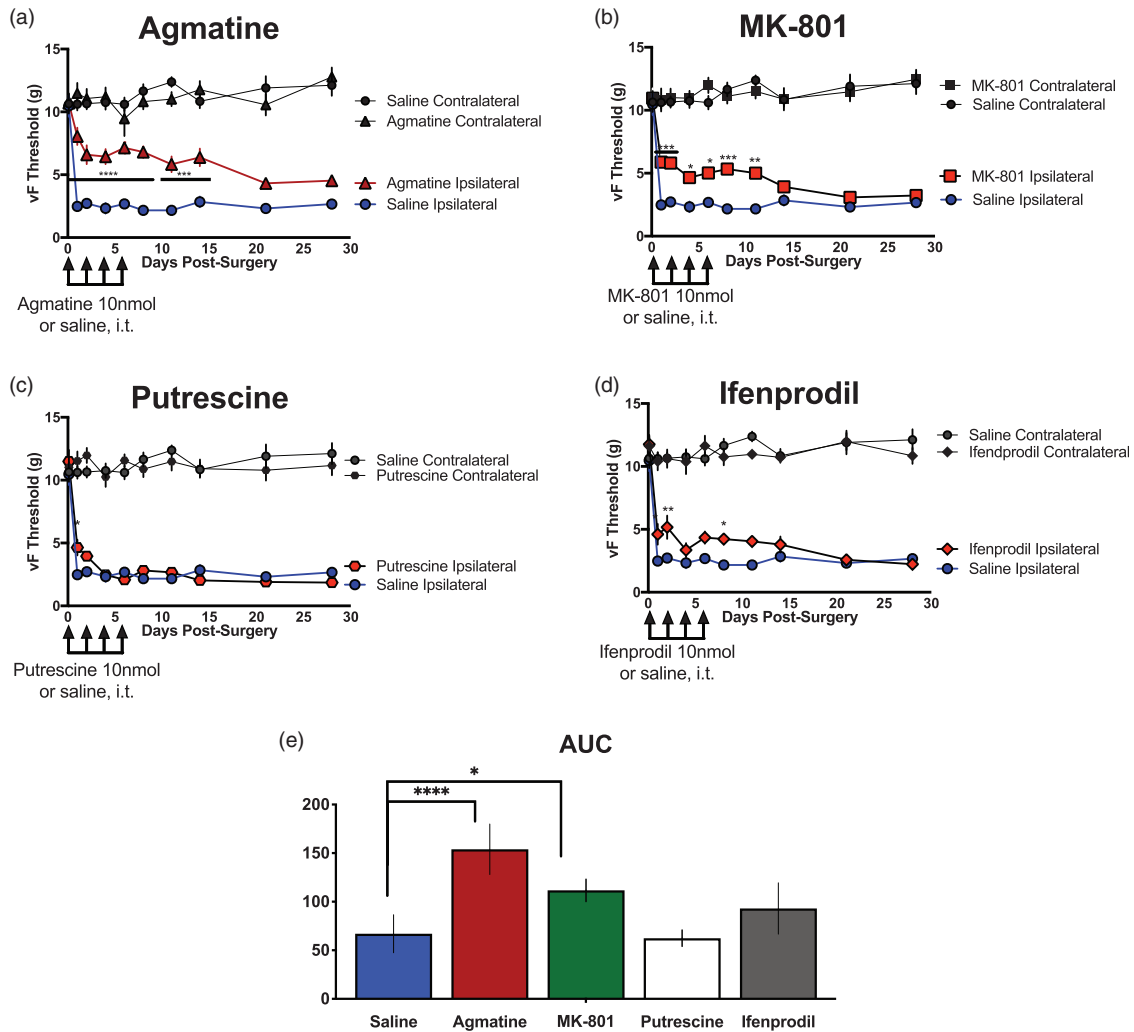 (a)
Agmatine
15
10
5
0
vF Threshold (g)
****
***
0 5 10 15 20 25 30
Days Post-Surgery
Saline Contralateral
Agmatine Contralateral
Agmatine Ipsilateral
Saline Ipsilateral
Agmatine 10nmol
or saline, i.t.
(b)
MK-801
15
10
5
0
vF Threshold (g)
***
*
*
***
**
0 5 10 15 20 25 30
Days Post-Surgery
MK-801 Contralateral
Saline Contralateral
MK-801 Ipsilateral
Saline Ipsilateral
MK-801 10nmol
or saline, i.t.
(c)
Putrescine
15
10
5
0
vF Threshold (g)
*
0 5 10 15 20 25 30
Days Post-Surgery
Saline Contralateral
Putrescine Contralateral
Putrescine Ipsilateral
Saline Ipsilateral
Putrescine 10nmol
or saline, i.t.
(d)
Ifenprodil
15
10
5
0
vF Threshold (g)
**
*
0 5 10 15 20 25 30
Days Post-Surgery
Saline Contralateral
Ifendprodil Contralateral
Ifenprodil Ipsilateral
Saline Ipsilateral
Ifenprodil 10nmol
or saline, i.t.
(e)
AUC
*
****
200
150
100
50
0
Saline Agmatine MK-801 Putrescine Ifenprodil